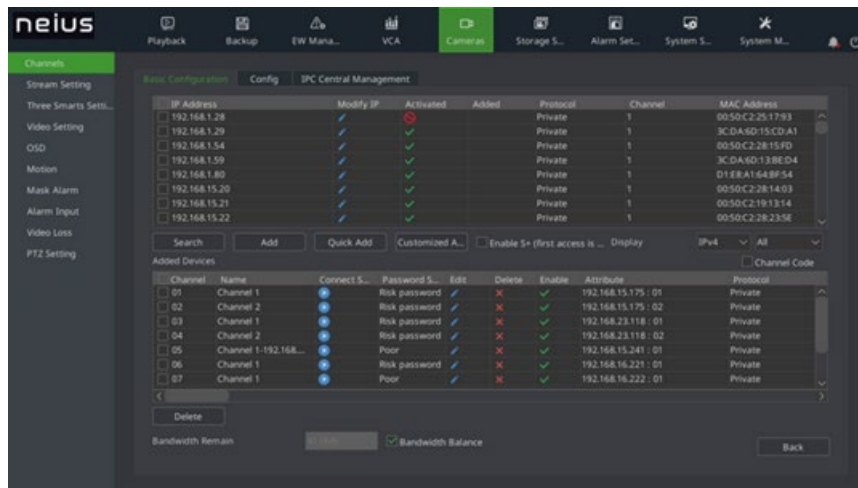 neius
Playback Backup EW Mana... VCA Cameras Storage S... Alarm Set... System S... System M...
Channels
Stream Setting
Three Smarts Setti...
Video Setting
OSD
Motion
Mask Alarm
Alarm Input
Video Loss
PTZ Setting
Basic Configuration Config IPC Central Management
IP Address Modify IP Activated Added Protocol Channel MAC Address
192.168.1.28 Private 1 00:50:C2:25:17:93
192.168.1.29 Private 1 3C:DA:6D:15:CD:A1
192.168.1.54 Private 1 00:50:C2:28:15:FD
192.168.1.59 Private 1 3C:DA:6D:13:BE:D4
192.168.1.80 Private 1 D1:E8:A1:64:BF:54
192.168.15.20 Private 1 00:50:C2:28:14:03
192.168.15.21 Private 1 00:50:C2:19:13:14
192.168.15.22 Private 1 00:50:C2:28:23:5E
Search Add Quick Add Customized A... Enable S+ (first access is ... Display IPv4 All
Added Devices Channel Code
Channel Name Connect S... Password S... Edit Delete Enable Attribute Protocol
01 Channel 1 Risk password 192.168.15.175 : 01 Private
02 Channel 2 Risk password 192.168.15.175 : 02 Private
03 Channel 1 Risk password 192.168.23.118 : 01 Private
04 Channel 2 Risk password 192.168.23.118 : 02 Private
05 Channel 1-192.168.... Poor 192.168.15.241 : 01 Private
06 Channel 1 Risk password 192.168.16.221 : 01 Private
07 Channel 1 Poor 192.168.16.222 : 01 Private
Delete
Bandwidth Remain Bandwidth Balance
Back